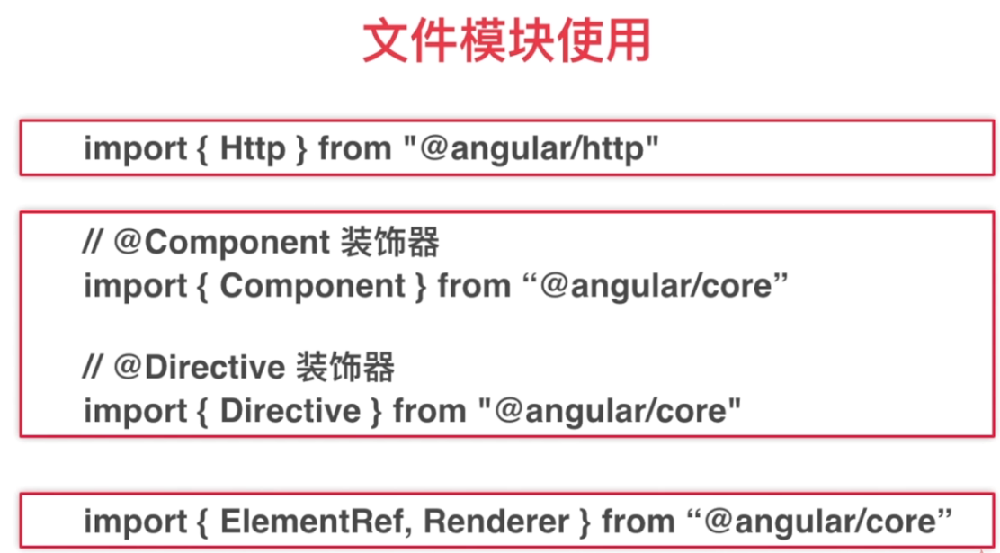 文件模块使用
import { Http } from "@angular/http"
// @Component 装饰器
import { Component } from “@angular/core”
// @Directive 装饰器
import { Directive } from "@angular/core"
import { ElementRef, Renderer } from “@angular/core”